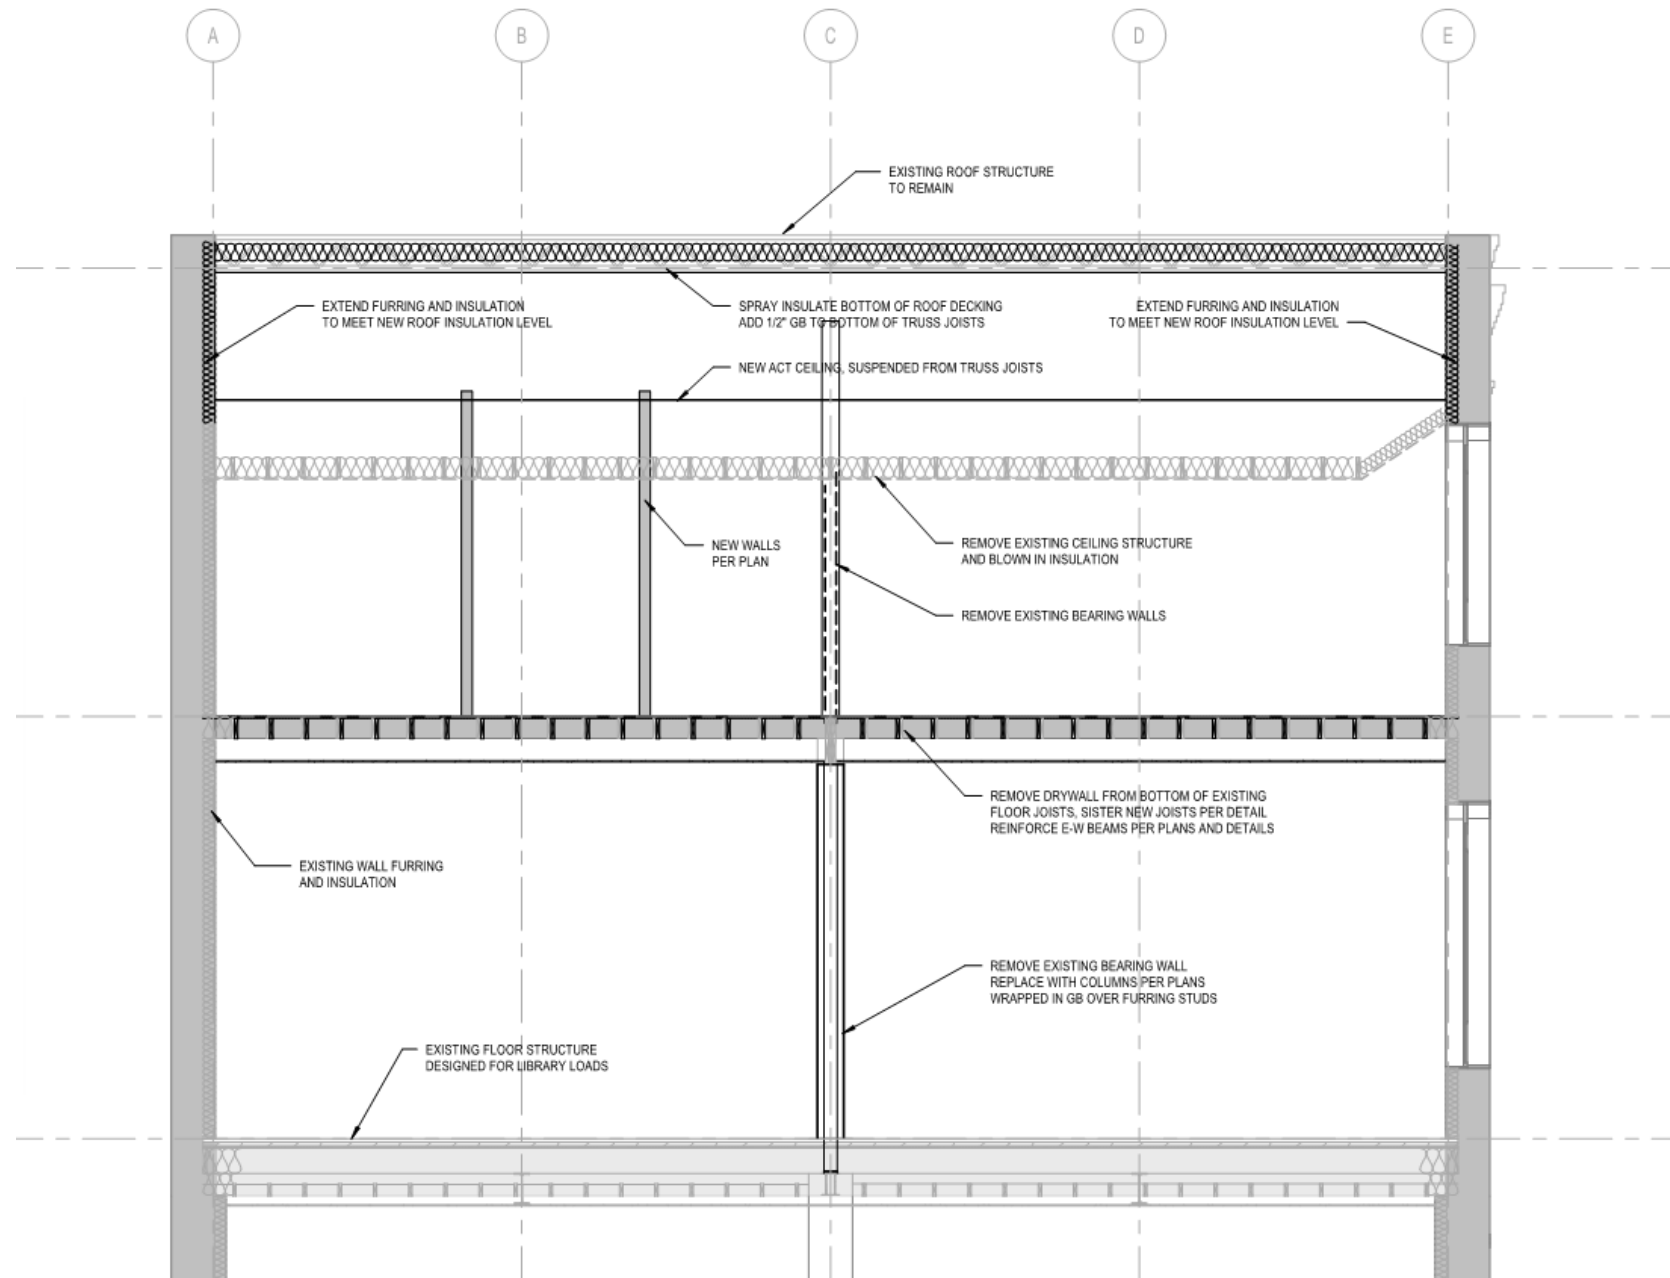 A
B
C
D
E
EXISTING ROOF STRUCTURE
TO REMAIN
EXTEND FURRING AND INSULATION
TO MEET NEW ROOF INSULATION LEVEL
SPRAY INSULATE BOTTOM OF ROOF DECKING
ADD 1/2" GB TO BOTTOM OF TRUSS JOISTS
EXTEND FURRING AND INSULATION
TO MEET NEW ROOF INSULATION LEVEL
NEW ACT CEILING, SUSPENDED FROM TRUSS JOISTS
NEW WALLS
PER PLAN
REMOVE EXISTING CEILING STRUCTURE
AND BLOWN IN INSULATION
REMOVE EXISTING BEARING WALLS
REMOVE DRYWALL FROM BOTTOM OF EXISTING
FLOOR JOISTS, SISTER NEW JOISTS PER DETAIL
REINFORCE E-W BEAMS PER PLANS AND DETAILS
EXISTING WALL FURRING
AND INSULATION
REMOVE EXISTING BEARING WALL
REPLACE WITH COLUMNS PER PLANS
WRAPPED IN GB OVER FURRING STUDS
EXISTING FLOOR STRUCTURE
DESIGNED FOR LIBRARY LOADS